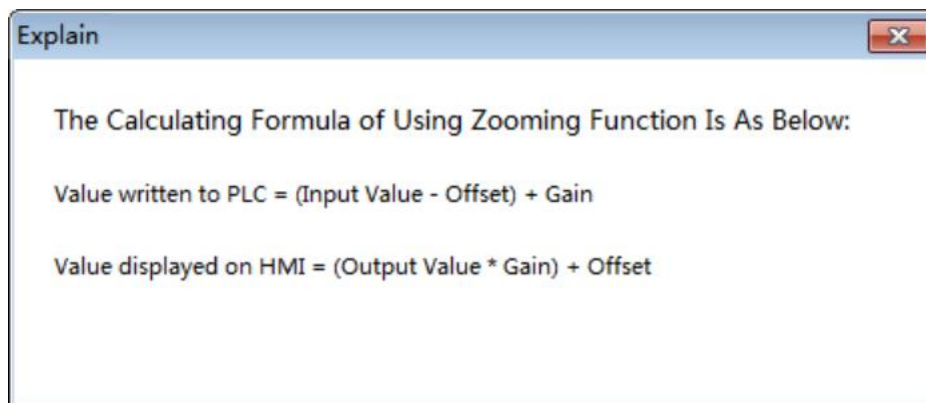 Explain
The Calculating Formula of Using Zooming Function Is As Below:
Value written to PLC = (Input Value - Offset) + Gain
Value displayed on HMI = (Output Value * Gain) + Offset